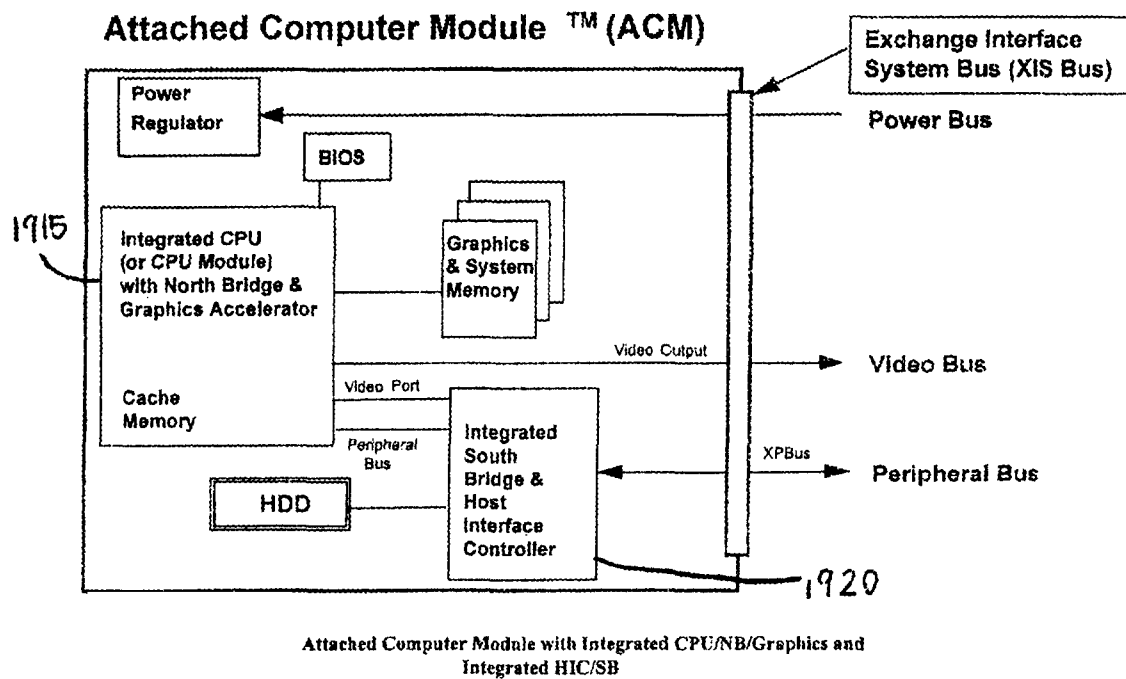 Attached Computer Module ™ (ACM)
Exchange Interface
System Bus (XIS Bus)
Power
Regulator
Power Bus
BIOS
1915
Integrated CPU
(or CPU Module)
with North Bridge &
Graphics Accelerator
Graphics
& System
Memory
Video Output
Video Bus
Cache
Memory
Video Port
Peripheral
Bus
Integrated
South
Bridge &
Host
Interface
Controller
XPBus
Peripheral Bus
HDD
1920
Attached Computer Module with Integrated CPU/NB/Graphics and
Integrated HIC/SB